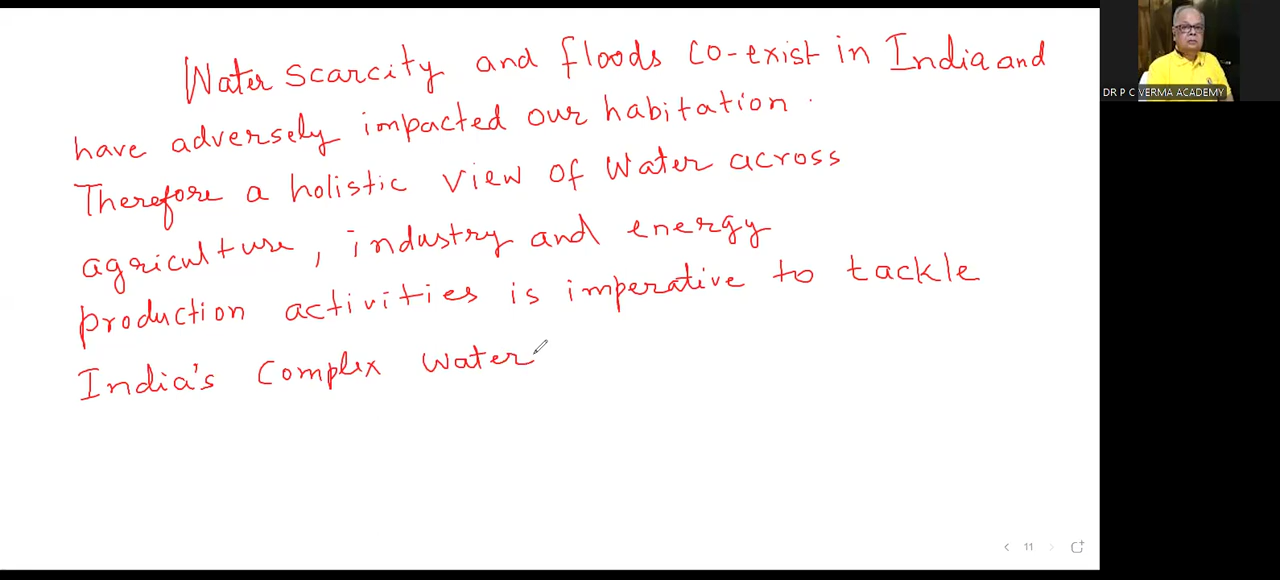 Water scarcity and floods co-exist in India and
have adversely impacted our habitation.
Therefore a holistic view of water across
agriculture, industry and energy
production activities is imperative to tackle
India's complex water
DR P C VERMA ACADEMY
11